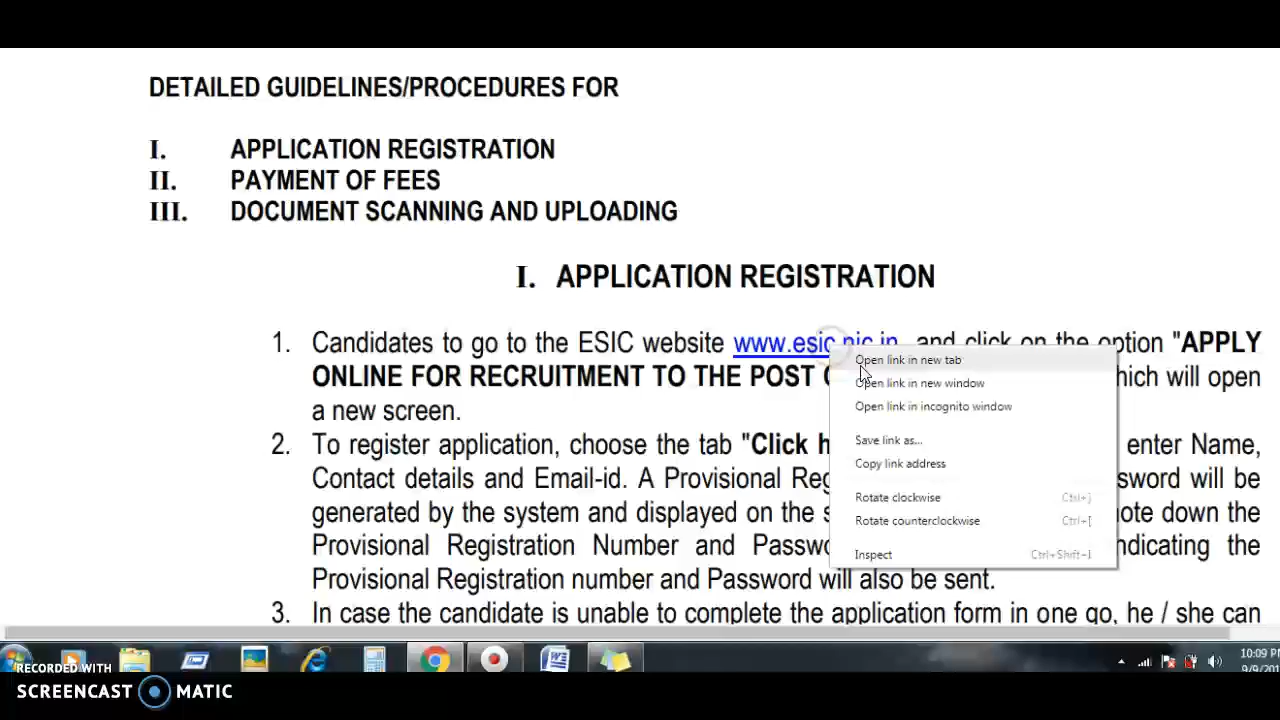 DETAILED GUIDELINES/PROCEDURES FOR
I. APPLICATION REGISTRATION
II. PAYMENT OF FEES
III. DOCUMENT SCANNING AND UPLOADING
I. APPLICATION REGISTRATION
1. Candidates to go to the ESIC website www.esic.nic.in and click on the option "APPLY
ONLINE FOR RECRUITMENT TO THE POST which will open
a new screen.
2. To register application, choose the tab "Click enter Name,
Contact details and Email-id. A Provisional will be
generated by the system and displayed on the note down the
Provisional Registration Number and indicating the
Provisional Registration number and Password will also be sent.
3. In case the candidate is unable to complete the application form in one go, he / she can
Open link in new tab
Open link in new window
Open link in incognito window
Save link as...
Copy link address
Rotate clockwise Ctrl+]
Rotate counterclockwise Ctrl+[
Inspect Ctrl+Shift+I
10:09 PM
RECORDED WITH
SCREENCAST MATIC